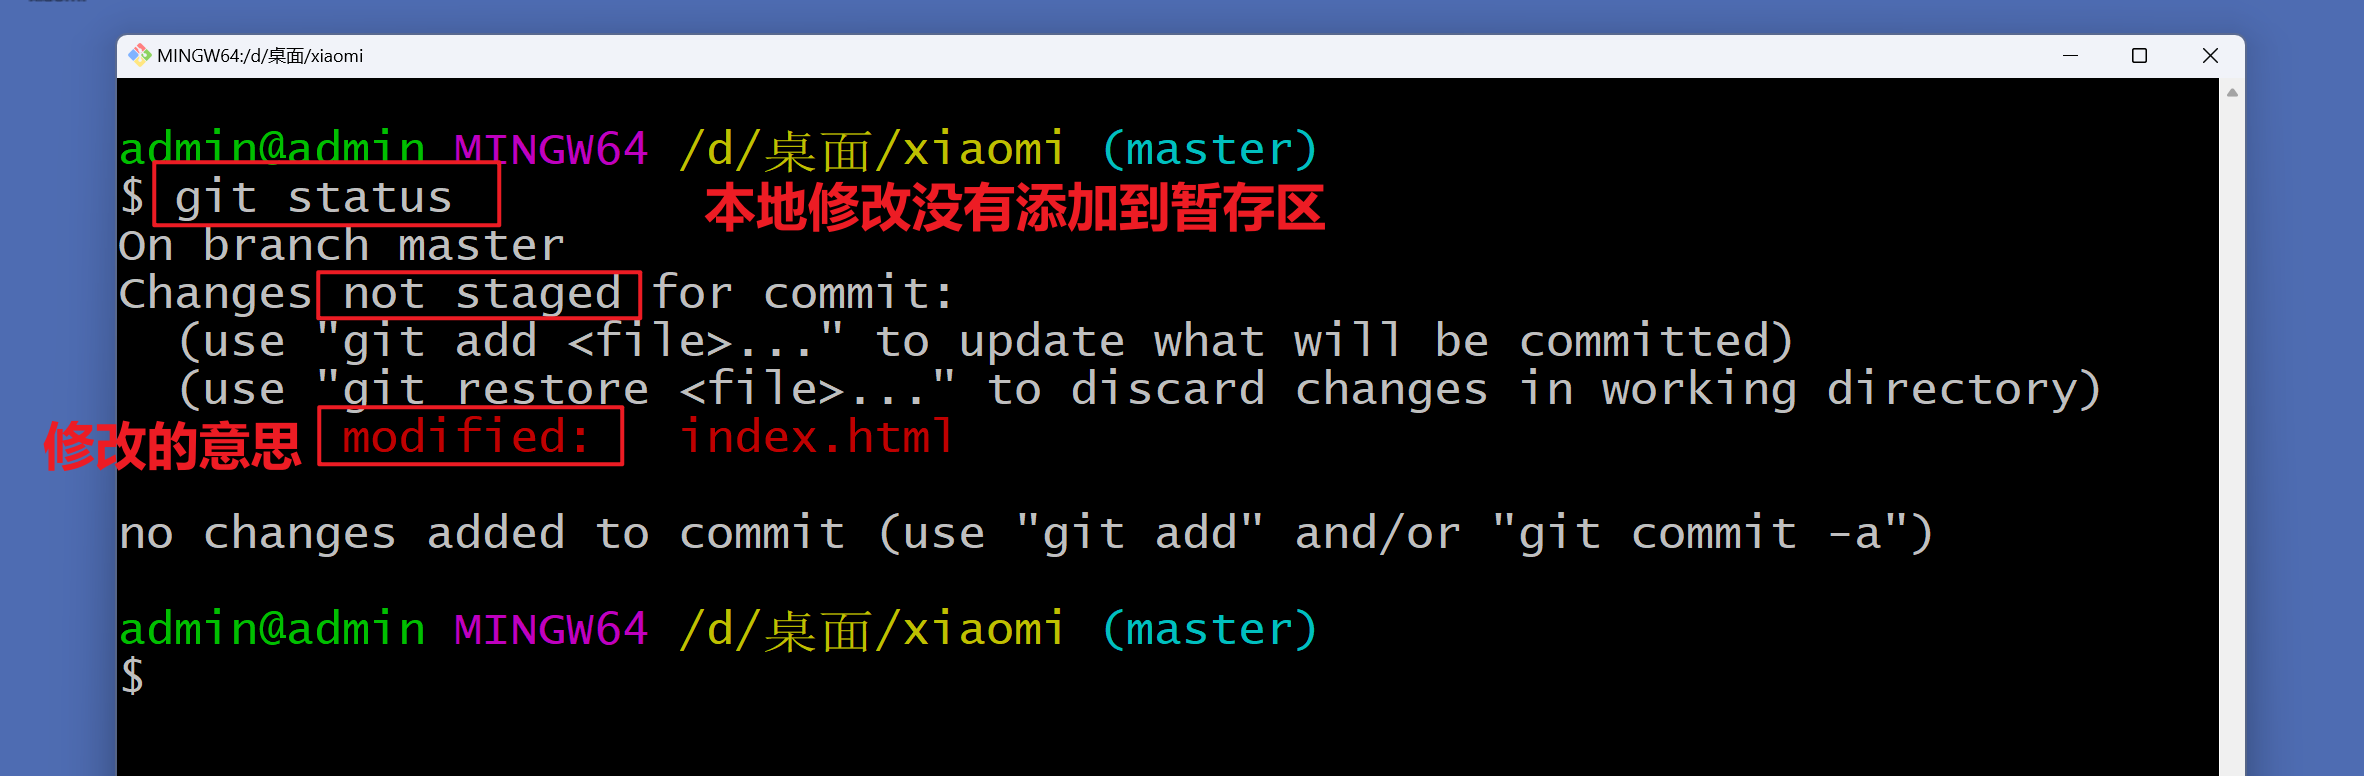 MINGW64:/d/桌面/xiaomi
admin@admin MINGW64 /d/桌面/xiaomi (master)
$ git status
本地修改没有添加到暂存区
On branch master
Changes not staged for commit:
  (use "git add <file>..." to update what will be committed)
  (use "git restore <file>..." to discard changes in working directory)
修改的意思 modified:   index.html
no changes added to commit (use "git add" and/or "git commit -a")
admin@admin MINGW64 /d/桌面/xiaomi (master)
$